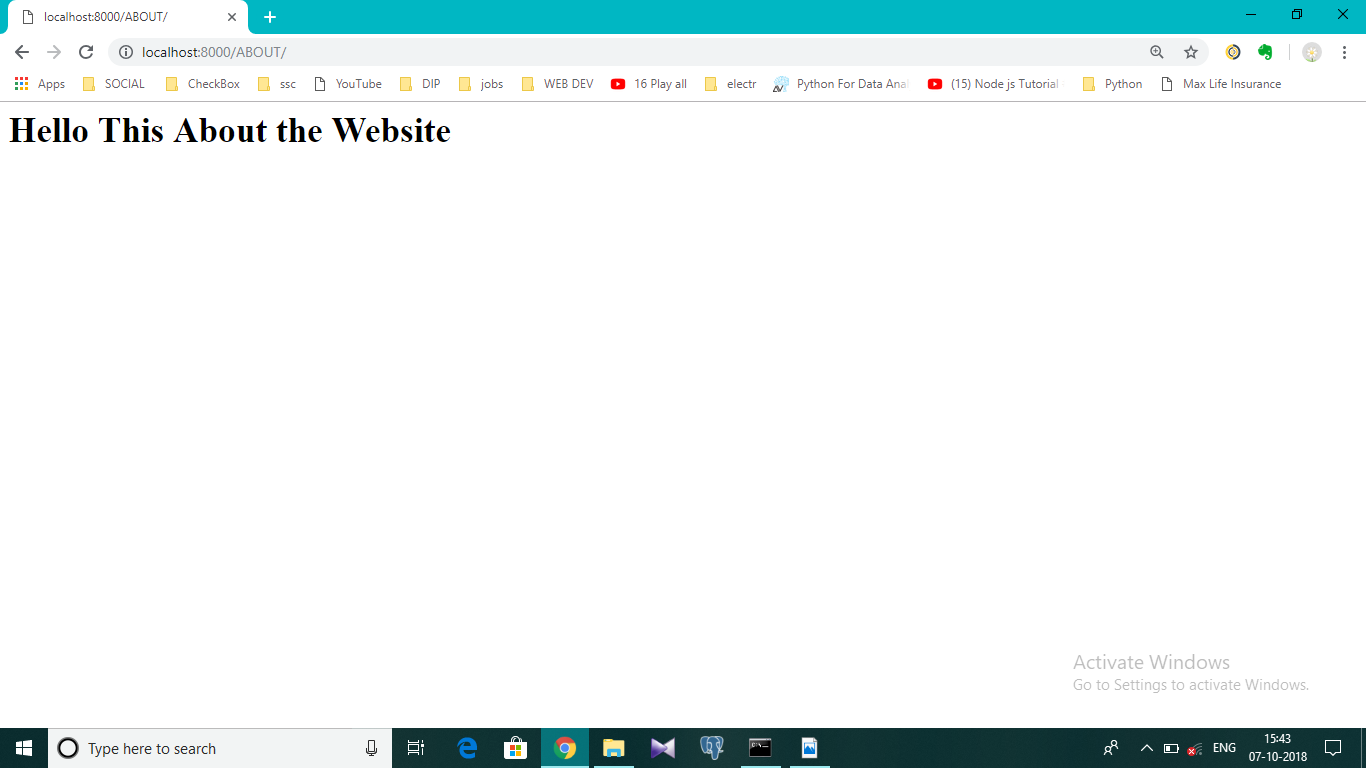 localhost:8000/ABOUT/
localhost:8000/ABOUT/
Apps SOCIAL CheckBox ssc YouTube DIP jobs WEB DEV 16 Play all electr Python For Data Anal (15) Node js Tutorial Python Max Life Insurance
Hello This About the Website
Activate Windows
Go to Settings to activate Windows.
Type here to search
ENG
15:43
07-10-2018